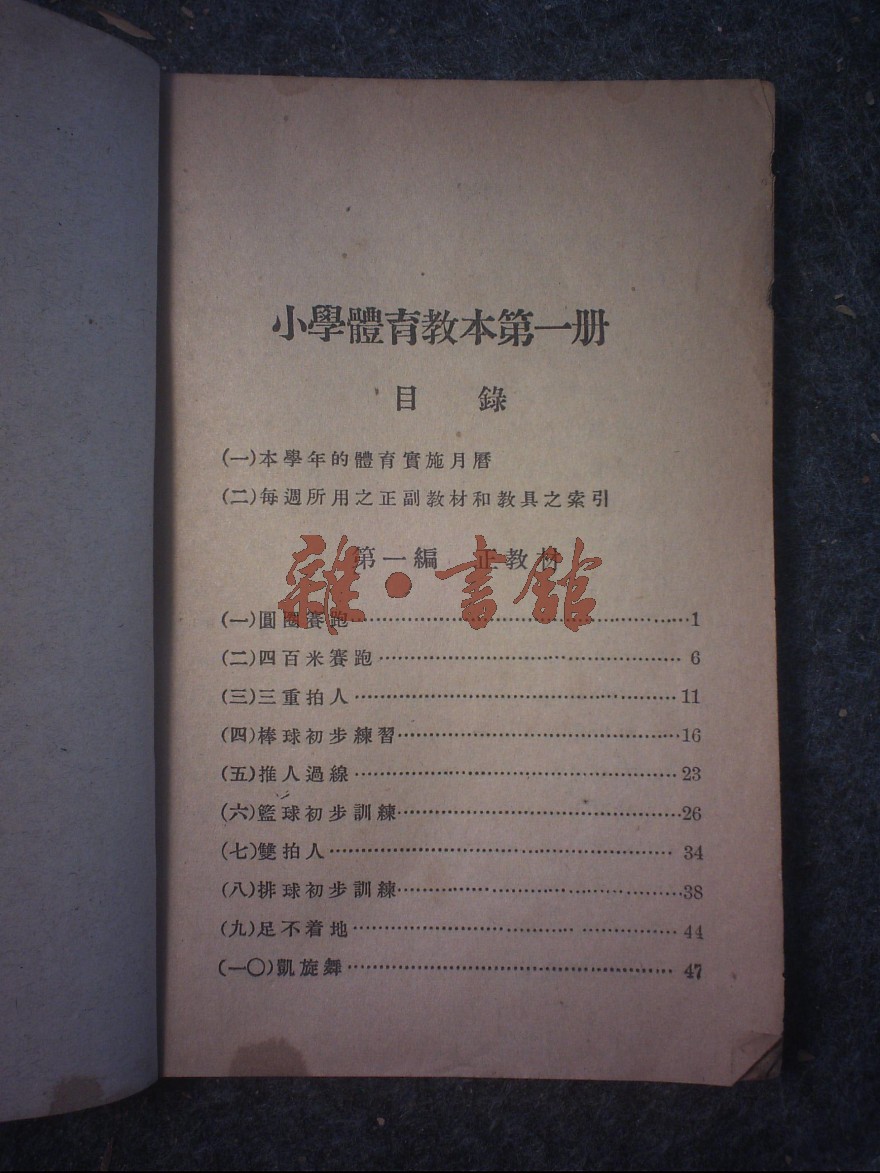 小學體育教本第一册
目 錄
(一)本學年的體育實施月曆
(二)每週所用之正副教材和教具之索引
第一編 正教材
(一)圓圈賽跑…………1
(二)四百米賽跑…………6
(三)三重拍人…………11
(四)棒球初步練習…………16
(五)推人過線…………23
(六)籃球初步訓練…………26
(七)雙拍人…………34
(八)排球初步訓練…………38
(九)足不着地…………44
(一〇)凱旋舞…………47
雜·書館